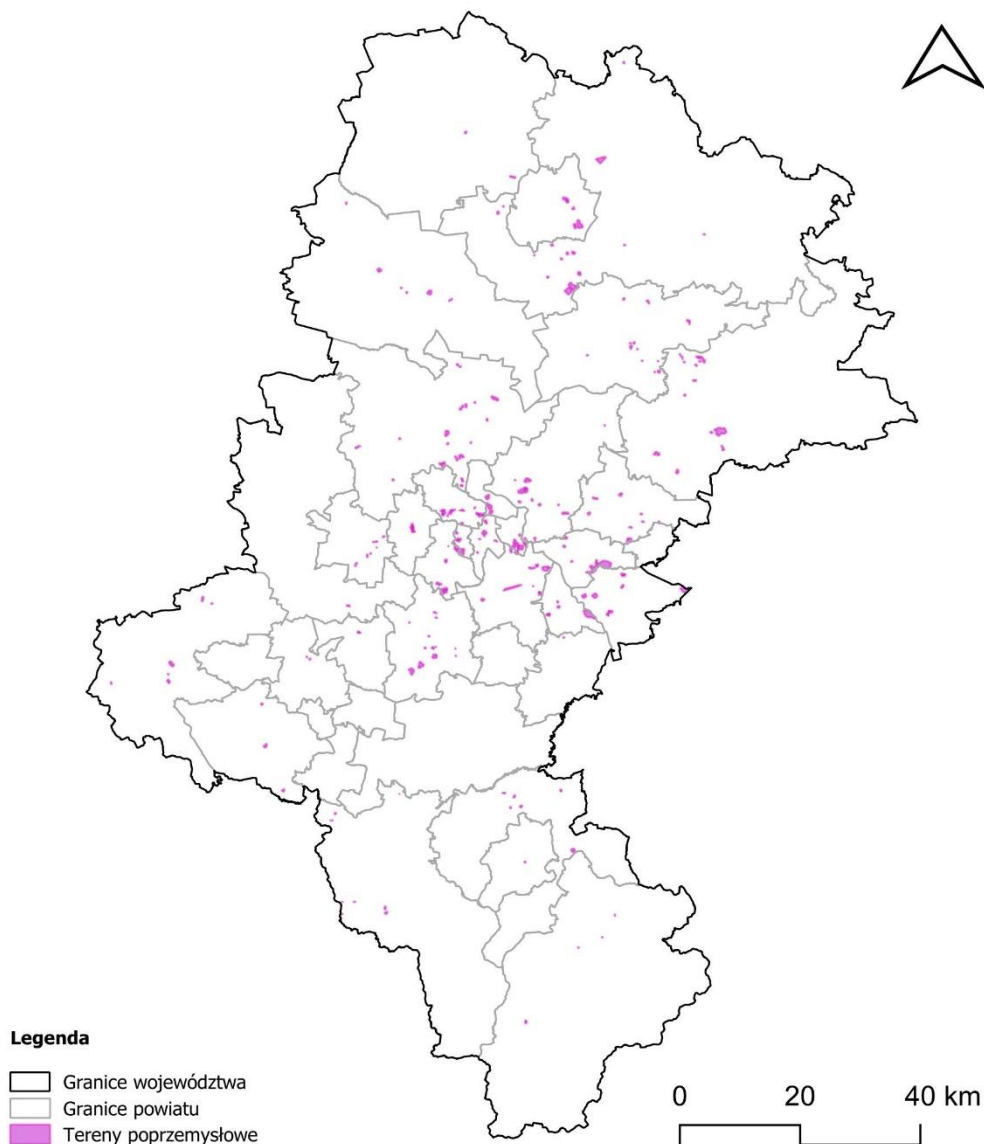 Legenda
Granice województwa
Granice powiatu
Tereny poprzemysłowe
0 20 40 km